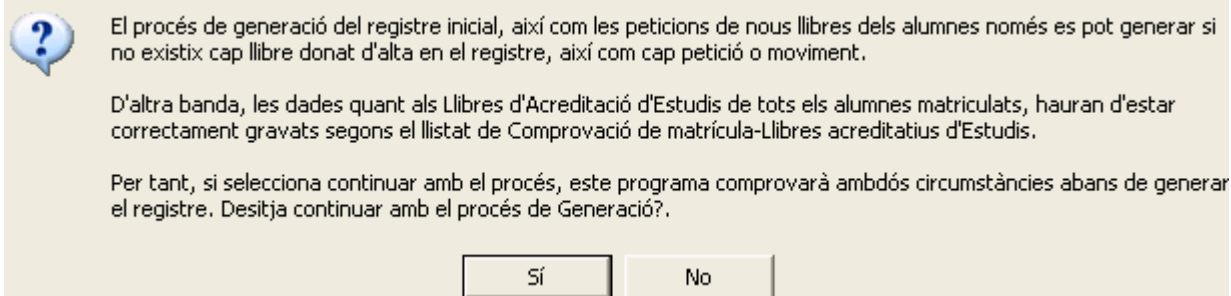 El procés de generació del registre inicial, així com les peticions de nous llibres dels alumnes només es pot generar si
no existix cap llibre donat d'alta en el registre, així com cap petició o moviment.
D'altra banda, les dades quant als Llibres d'Acreditació d'Estudis de tots els alumnes matriculats, hauran d'estar
correctament gravats segons el llistat de Comprovació de matrícula-Llibres acreditatius d'Estudis.
Per tant, si selecciona continuar amb el procés, este programa comprovarà ambdós circumstàncies abans de generar
el registre. Desitja continuar amb el procés de Generació?.
Sí
No